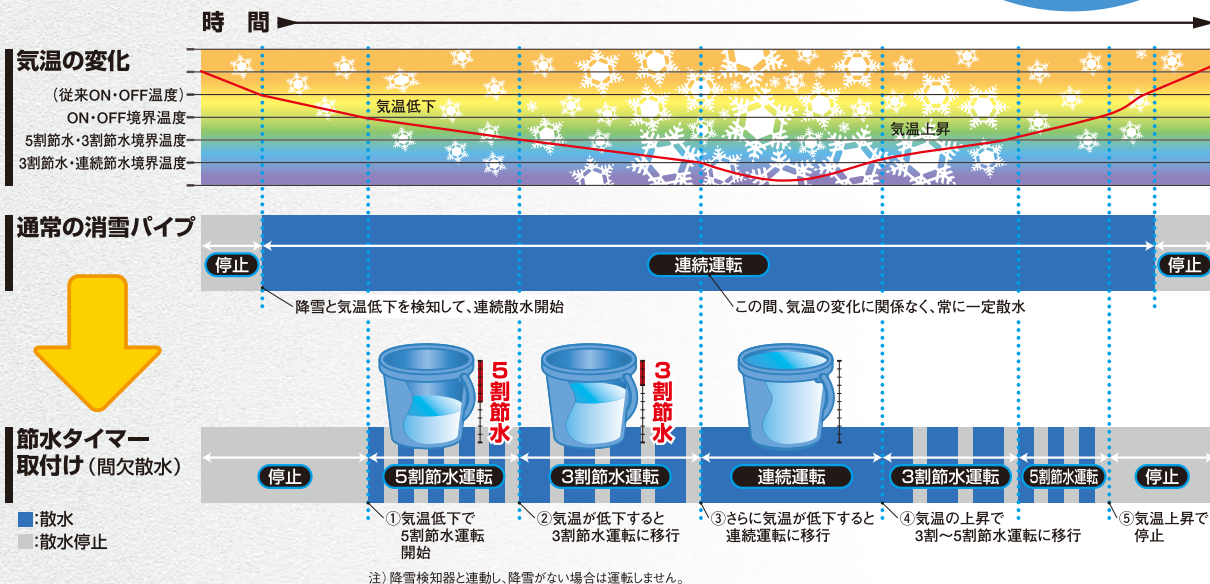 時 間
気温の変化
(従来ON・OFF温度)
ON・OFF境界温度
5割節水・3割節水境界温度
3割節水・連続節水境界温度
気温低下
気温上昇
通常の消雪パイプ
停止
連続運転
停止
降雪と気温低下を検知して、連続散水開始
この間、気温の変化に関係なく、常に一定散水
5割節水
3割節水
節水タイマー
取付け(間欠散水)
停止
5割節水運転
3割節水運転
連続運転
3割節水運転
5割節水運転
停止
:散水
:散水停止
①気温低下で
5割節水運転
開始
②気温が低下すると
3割節水運転に移行
③さらに気温が低下すると
連続運転に移行
④気温の上昇で
3割~5割節水運転に移行
⑤気温上昇で
停止
注)降雪検知器と連動し、降雪がない場合は運転しません。